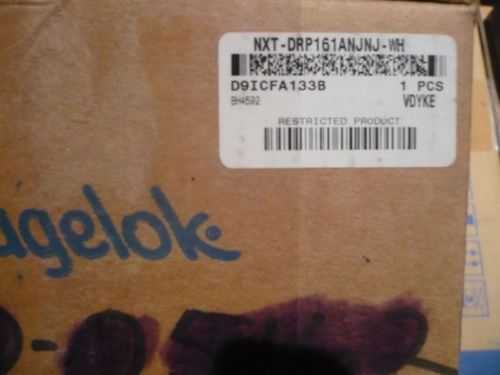 NXT-DRP161ANJNJ-WH
D9ICFA133B 1 PCS
BH4592 VDYKE
RESTRICTED PRODUCT
agelok